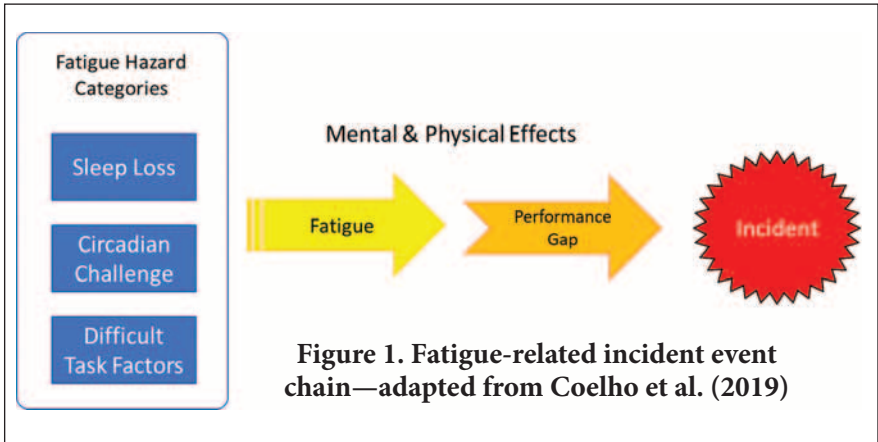 Fatigue Hazard
Categories
Sleep Loss
Circadian
Challenge
Difficult
Task Factors
Mental & Physical Effects
Fatigue
Performance
Gap
Incident
Figure 1. Fatigue-related incident event
chain—adapted from Coelho et al. (2019)